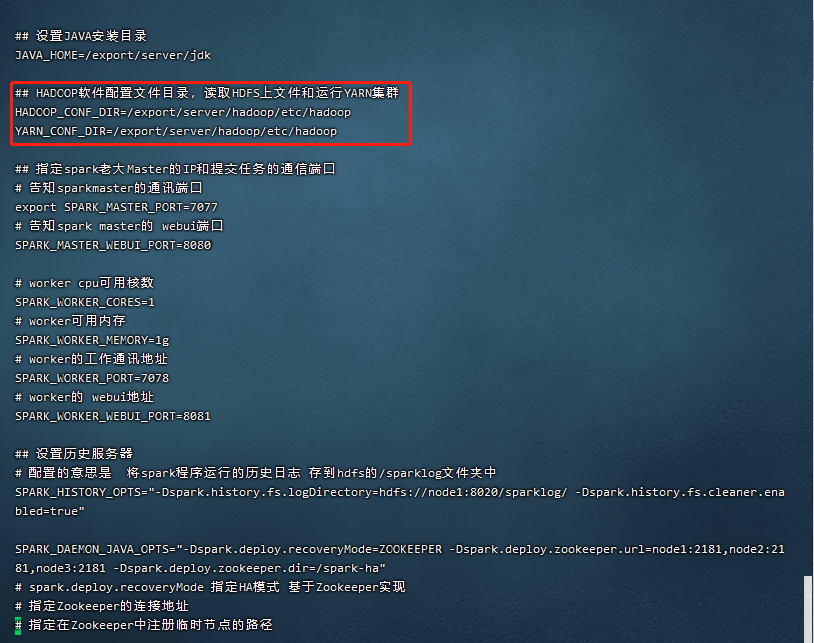 ## 设置JAVA安装目录
JAVA_HOME=/export/server/jdk
## HADOOP软件配置文件目录，读取HDFS上文件和运行YARN集群
HADOOP_CONF_DIR=/export/server/hadoop/etc/hadoop
YARN_CONF_DIR=/export/server/hadoop/etc/hadoop
## 指定spark老大Master的IP和提交任务的通信端口
# 告知sparkmaster的通讯端口
export SPARK_MASTER_PORT=7077
# 告知spark master的 webui端口
SPARK_MASTER_WEBUI_PORT=8080
# worker cpu可用核数
SPARK_WORKER_CORES=1
# worker可用内存
SPARK_WORKER_MEMORY=1g
# worker的工作通讯地址
SPARK_WORKER_PORT=7078
# worker的 webui地址
SPARK_WORKER_WEBUI_PORT=8081
## 设置历史服务器
# 配置的意思是  将spark程序运行的历史日志 存到hdfs的/sparklog文件夹中
SPARK_HISTORY_OPTS="-Dspark.history.fs.logDirectory=hdfs://node1:8020/sparklog/ -Dspark.history.fs.cleaner.ena
bled=true"
SPARK_DAEMON_JAVA_OPTS="-Dspark.deploy.recoveryMode=ZOOKEEPER -Dspark.deploy.zookeeper.url=node1:2181,node2:21
81,node3:2181 -Dspark.deploy.zookeeper.dir=/spark-ha"
# spark.deploy.recoveryMode 指定HA模式 基于Zookeeper实现
# 指定Zookeeper的连接地址
# 指定在Zookeeper中注册临时节点的路径